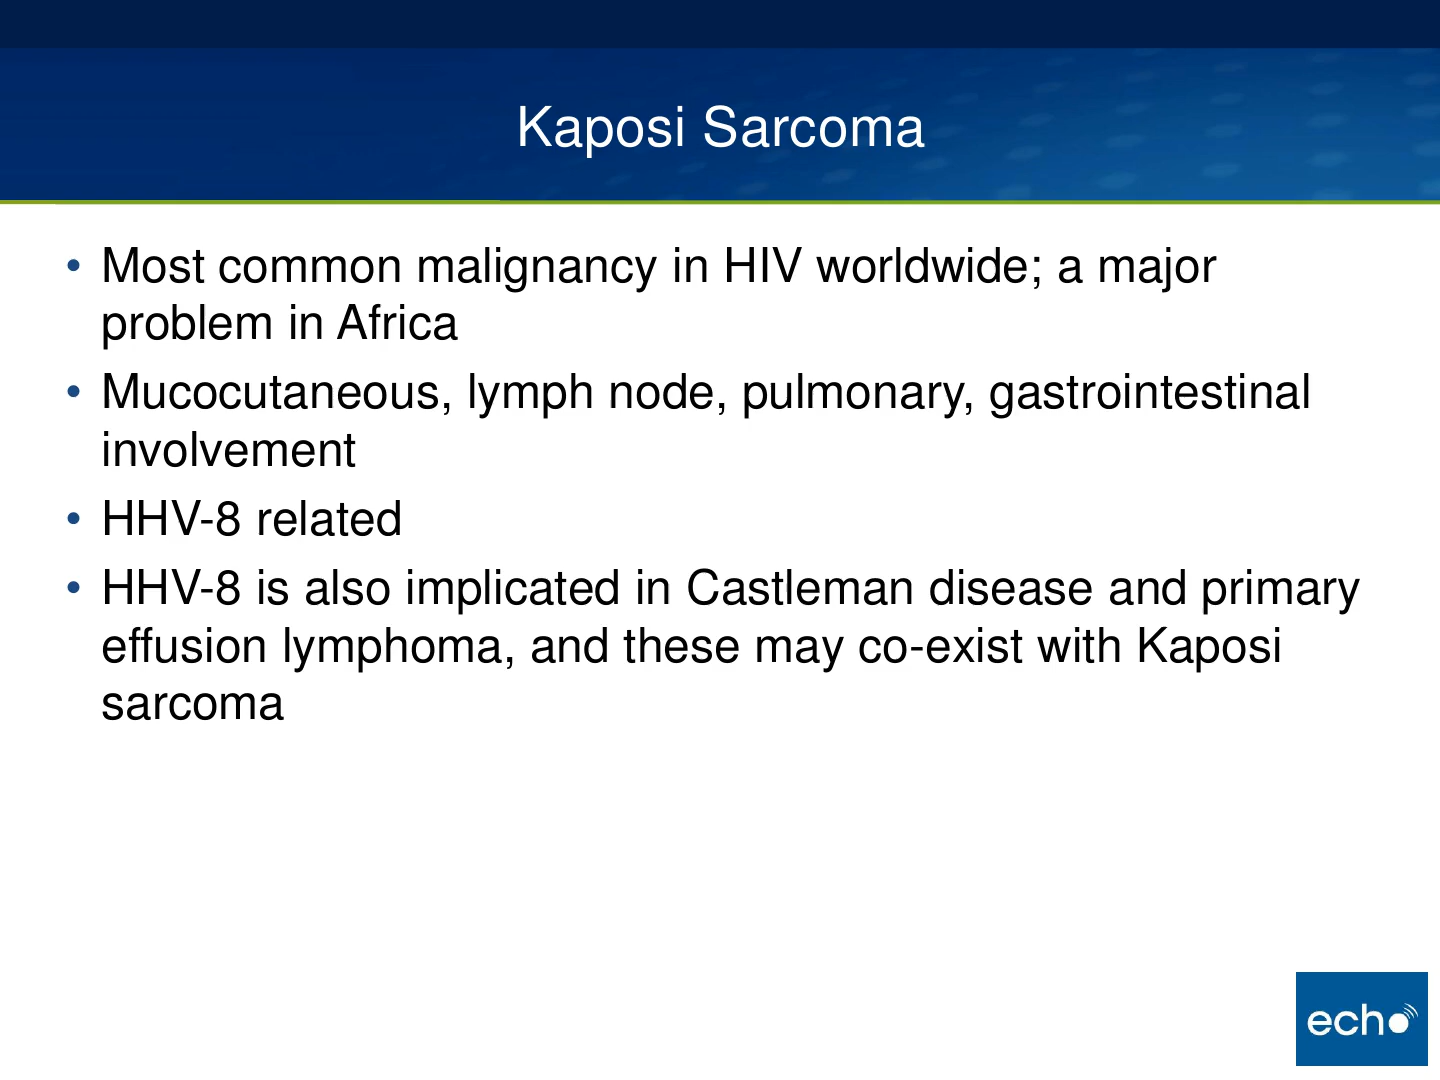 Kaposi Sarcoma
• Most common malignancy in HIV worldwide; a major
problem in Africa
• Mucocutaneous, lymph node, pulmonary, gastrointestinal
involvement
• HHV-8 related
• HHV-8 is also implicated in Castleman disease and primary
effusion lymphoma, and these may co-exist with Kaposi
sarcoma
echo